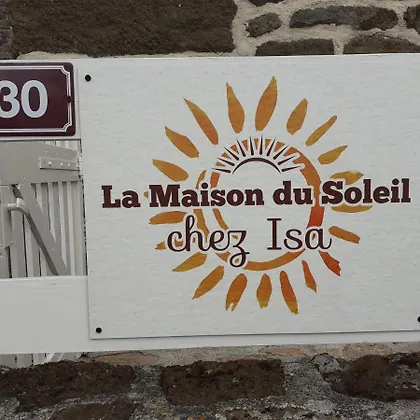 30
La Maison du Soleil
chez Isa